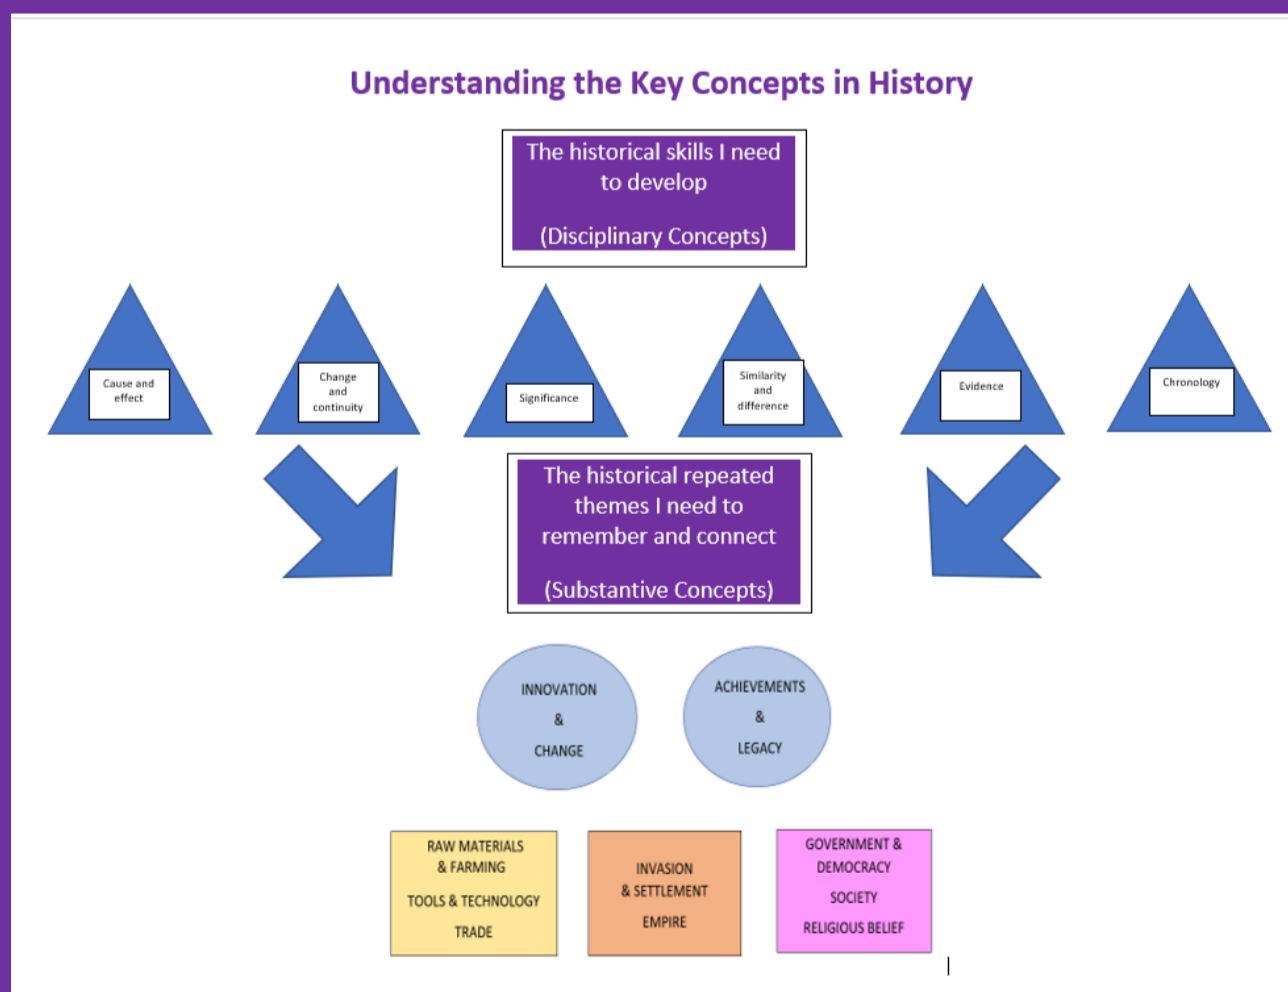 Understanding the Key Concepts in History
The historical skills I need
to develop
(Disciplinary Concepts)
Cause and
effect
Change
and
continuity
Significance
Similarity
and
difference
Evidence
Chronology
The historical repeated
themes I need to
remember and connect
(Substantive Concepts)
INNOVATION
&
CHANGE
ACHIEVEMENTS
&
LEGACY
RAW MATERIALS
& FARMING
TOOLS & TECHNOLOGY
TRADE
INVASION
& SETTLEMENT
EMPIRE
GOVERNMENT &
DEMOCRACY
SOCIETY
RELIGIOUS BELIEF